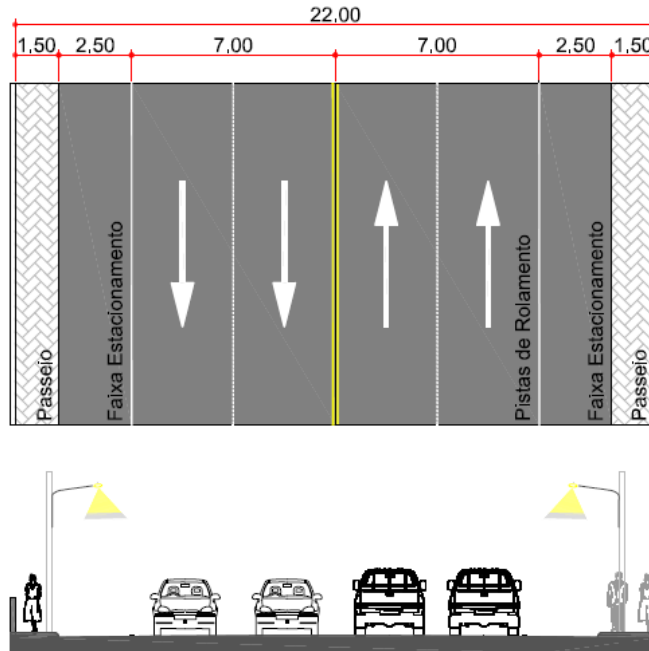 22,00
1,50 2,50 7,00 7,00 2,50 1,50
Passeio
Faixa Estacionamento
Pistas de Rolamento
Faixa Estacionamento
Passeio